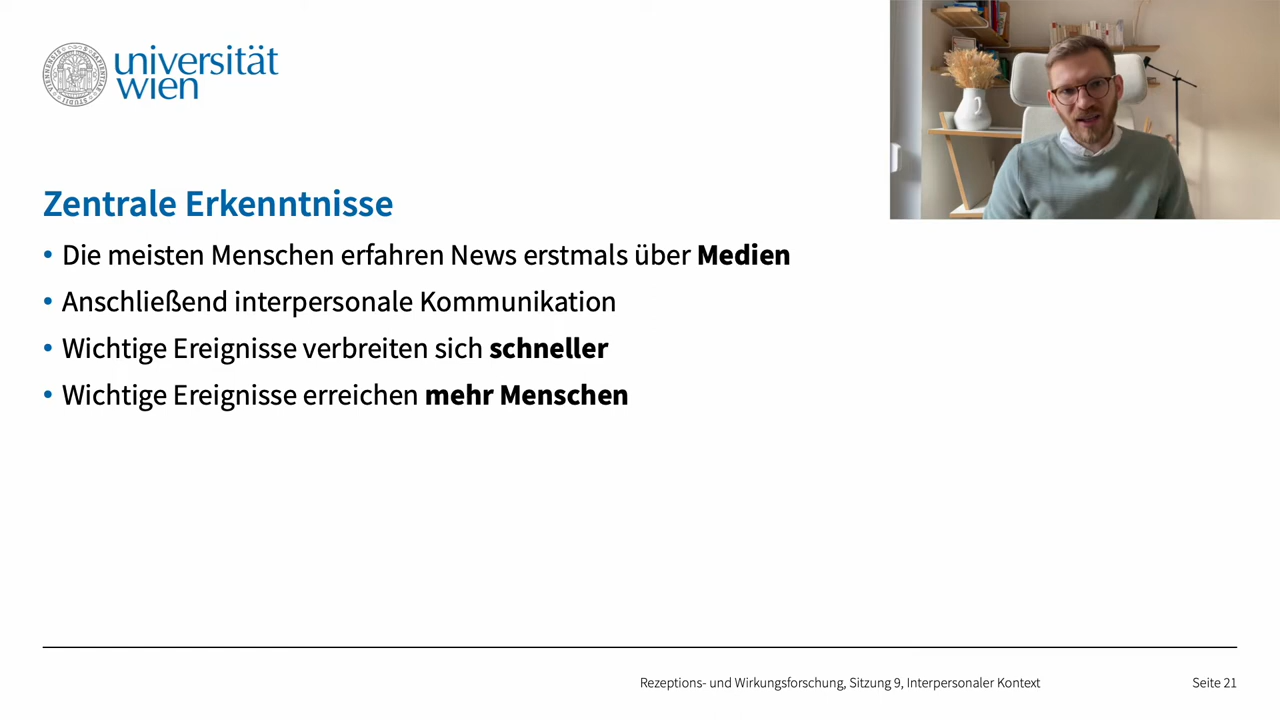 universität
wien
Zentrale Erkenntnisse
• Die meisten Menschen erfahren News erstmals über Medien
• Anschließend interpersonale Kommunikation
• Wichtige Ereignisse verbreiten sich schneller
• Wichtige Ereignisse erreichen mehr Menschen
Rezeptions- und Wirkungsforschung, Sitzung 9, Interpersonaler Kontext
Seite 21